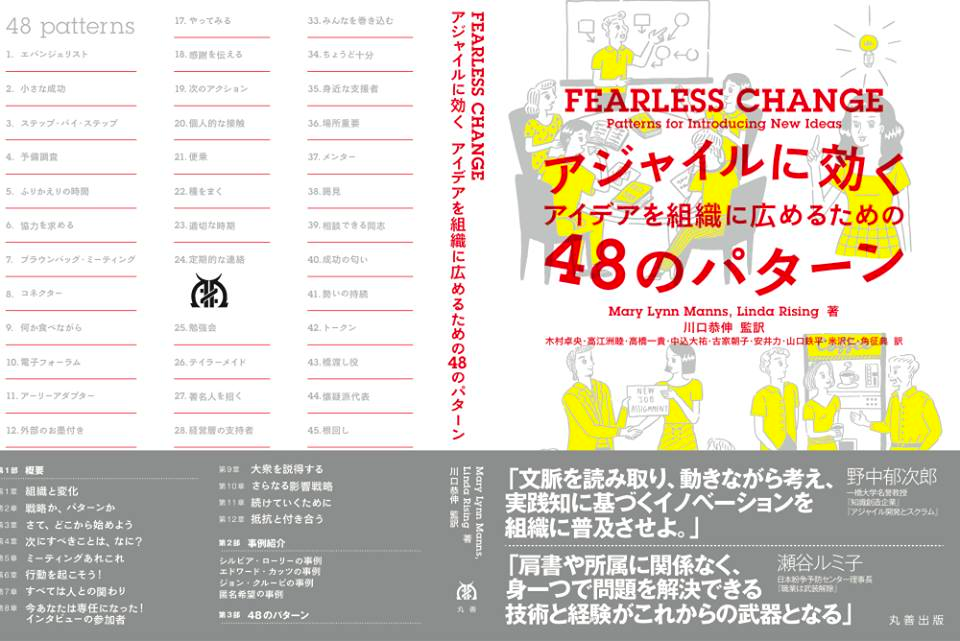 48 patterns
1. エバンジェリスト
2. 小さな成功
3. ステップ・バイ・ステップ
4. 予備調査
5. ふりかえりの時間
6. 協力を求める
7. ブラウンバッグ・ミーティング
8. コネクター
9. 何か食べながら
10. 電子フォーラム
11. アーリーアダプター
12. 外部のお墨付き
17. やってみる
18. 感謝を伝える
19. 次のアクション
20. 個人的な接触
21. 便乗
22. 種をまく
23. 適切な時期
24. 定期的な連絡
25. 勉強会
26. テイラーメイド
27. 著名人を招く
28. 経営層の支持者
33. みんなを巻き込む
34. ちょうど十分
35. 身近な支援者
36. 場所重要
37. メンター
38. 賜見
39. 相談できる同志
40. 成功の匂い
41. 勢いの持続
42. トークン
43. 橋渡し役
44. 懐疑派代表
45. 根回し
第1部 概要
第1章 組織と変化
第2章 戦略か、パターンか
第3章 さて、どこから始めよう
第4章 次にすべきことは、なに?
第5章 ミーティングあれこれ
第6章 行動を起こそう!
第7章 すべては人との関わり
第8章 今あなたは専任になった!
インタビューの参加者
第9章 大衆を説得する
第10章 さらなる影響戦略
第11章 続けていくために
第12章 抵抗と付き合う
第2部 事例紹介
シルビア・ローリーの事例
エドワード・カッツの事例
ジョン・クルーピの事例
匿名希望の事例
第3部 48のパターン
FEARLESS CHANGE
アジャイルに効く アイデアを組織に広めるための48のパターン
Mary Lynn Manns,
Linda Rising 著
川口恭伸 監訳
丸善
FEARLESS CHANGE
Patterns for Introducing New Ideas
アジャイルに効く
アイデアを組織に広めるための
48のパターン
Mary Lynn Manns, Linda Rising 著
川口恭伸 監訳
木村卓央・高江洲睦・高橋一貴・中込大祐・古家朝子・安井力・山口鉄平・米沢仁・角征典 訳
Coffee
NEW
JOB
ASSIGNMENT
「文脈を読み取り、動きながら考え、
実践知に基づくイノベーションを
組織に普及させよ。」
野中郁次郎
一橋大学名誉教授
『知識創造企業』
『アジャイル開発とスクラム』
「肩書や所属に関係なく、
身一つで問題を解決できる
技術と経験がこれからの武器となる」
瀬谷ルミ子
日本紛争予防センター理事長
『職業は武装解除』
丸善出版